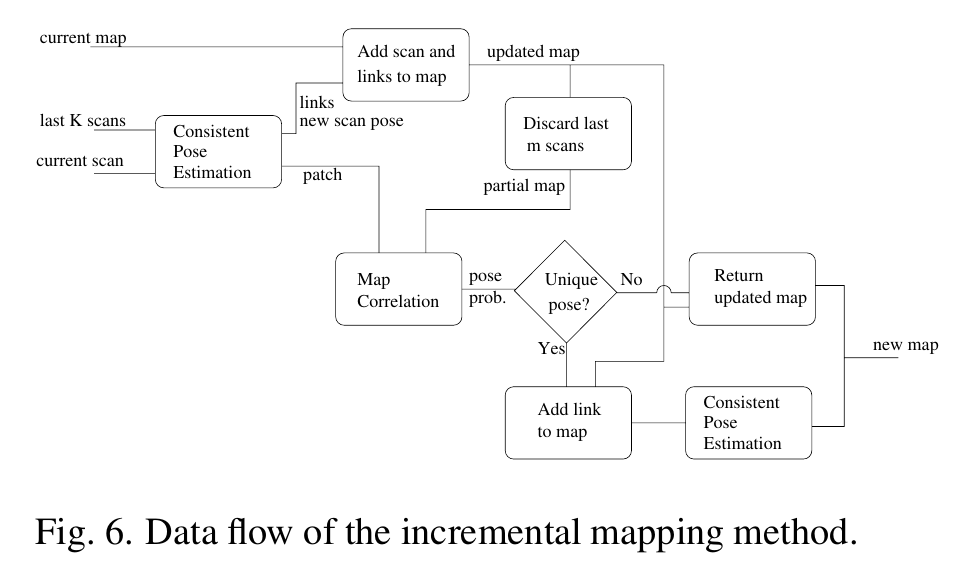 current map
Add scan and
links to map
updated map
links
new scan pose
last K scans
current scan
Consistent
Pose
Estimation
patch
Discard last
m scans
partial map
Map
Correlation
pose
prob.
Unique
pose?
No
Yes
Return
updated map
new map
Add link
to map
Consistent
Pose
Estimation
Fig. 6. Data flow of the incremental mapping method.